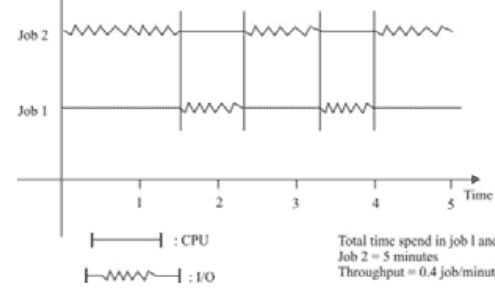 Job 2
Job 1
1 2 3 4 5 Time
: CPU
: I/O
Total time spend in job 1 and
Job 2 = 5 minutes
Throughput = 0.4 job/minut